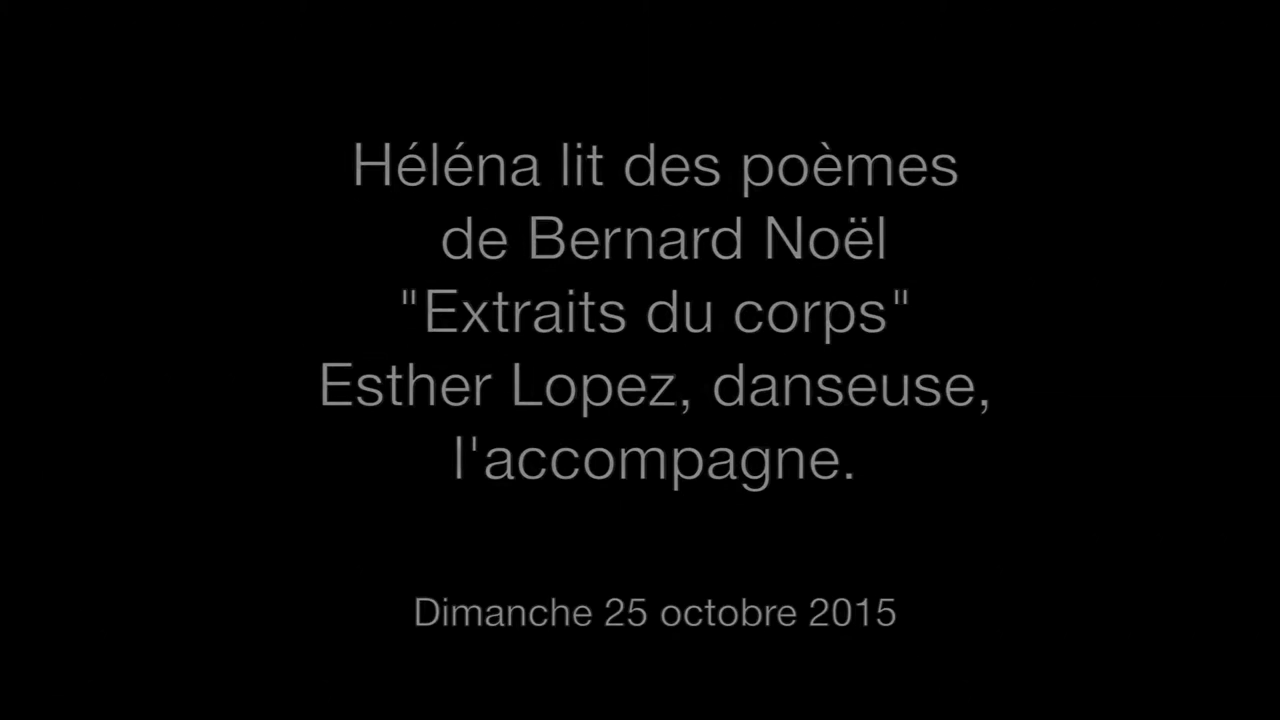 Héléna lit des poèmes
de Bernard Noël
"Extraits du corps"
Esther Lopez, danseuse,
l'accompagne.
Dimanche 25 octobre 2015